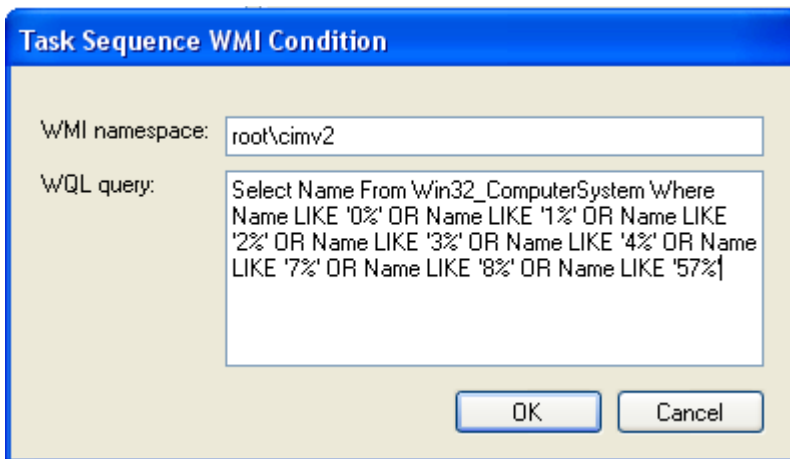 Task Sequence WMI Condition
WMI namespace: root\cimv2
WQL query:
Select Name From Win32_ComputerSystem Where
Name LIKE '0%' OR Name LIKE '1%' OR Name LIKE
'2%' OR Name LIKE '3%' OR Name LIKE '4%' OR Name
LIKE '7%' OR Name LIKE '8%' OR Name LIKE '57%'
OK Cancel